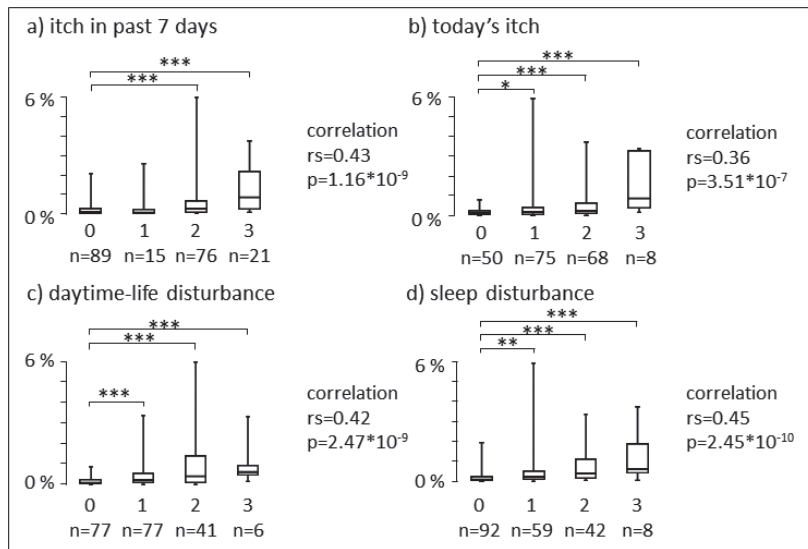 a) itch in past 7 days
***
***
6 %
0 %
0 1 2 3
n=89 n=15 n=76 n=21
correlation
rs=0.43
p=1.16*10-9
b) today's itch
***
***
*
6 %
0 %
0 1 2 3
n=50 n=75 n=68 n=8
correlation
rs=0.36
p=3.51*10-7
c) daytime-life disturbance
***
***
***
6 %
0 %
0 1 2 3
n=77 n=77 n=41 n=6
correlation
rs=0.42
p=2.47*10-9
d) sleep disturbance
***
***
**
6 %
0 %
0 1 2 3
n=92 n=59 n=42 n=8
correlation
rs=0.45
p=2.45*10-10